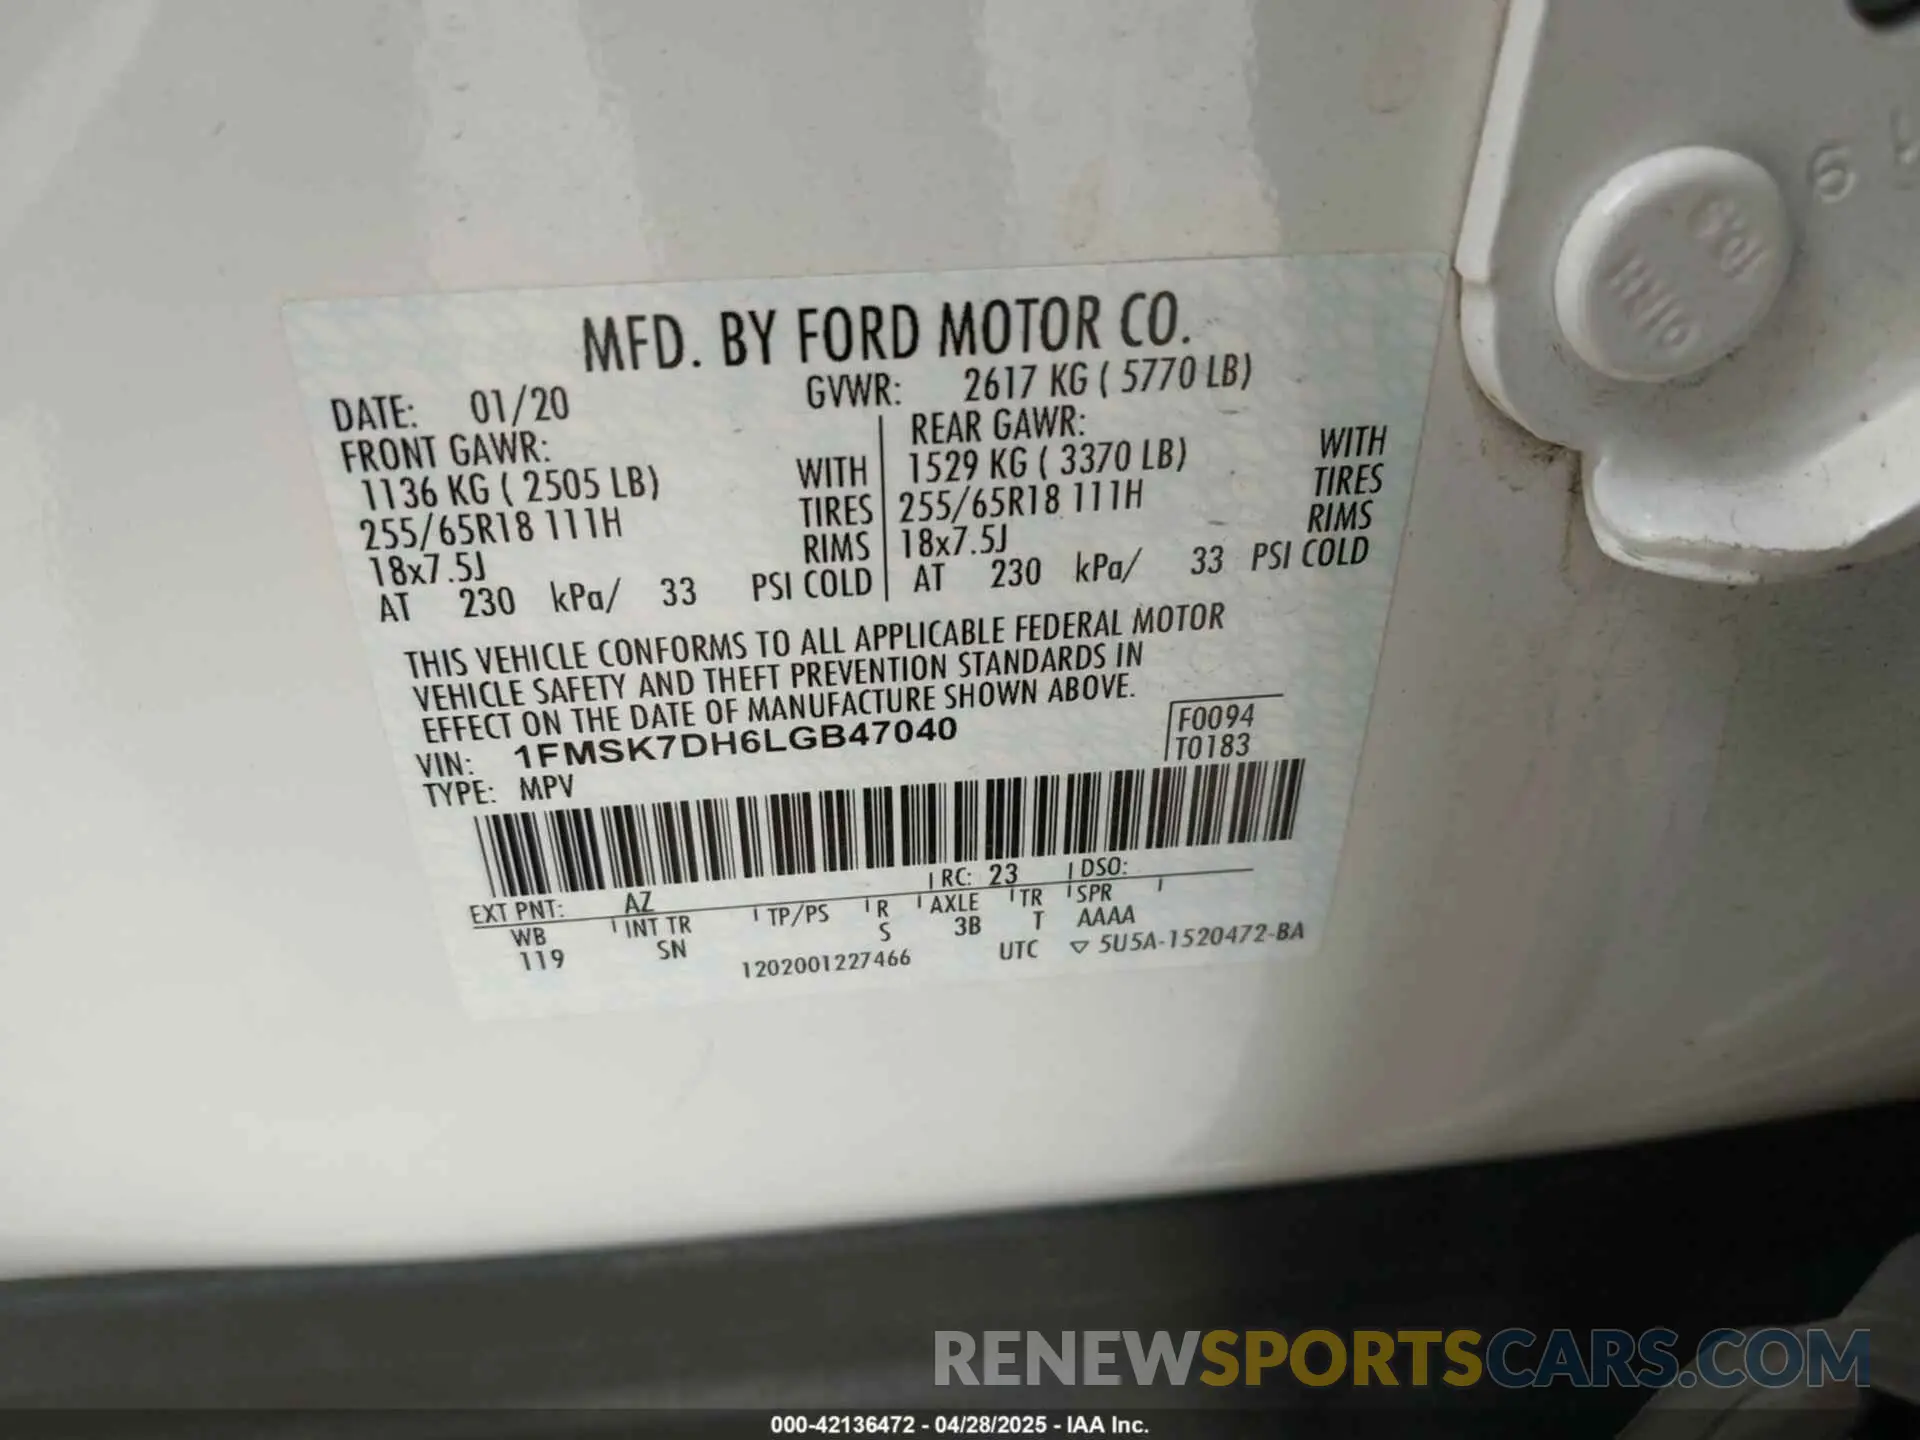 MFD. BY FORD MOTOR CO.
DATE: 01/20 GVWR: 2617 KG ( 5770 LB)
FRONT GAWR: REAR GAWR:
1136 KG ( 2505 LB) WITH 1529 KG ( 3370 LB) WITH
255/65R18 111H TIRES 255/65R18 111H TIRES
18x7.5J RIMS 18x7.5J RIMS
AT 230 kPa/ 33 PSI COLD AT 230 kPa/ 33 PSI COLD
THIS VEHICLE CONFORMS TO ALL APPLICABLE FEDERAL MOTOR
VEHICLE SAFETY AND THEFT PREVENTION STANDARDS IN
EFFECT ON THE DATE OF MANUFACTURE SHOWN ABOVE.
VIN: 1FMSK7DH6LGB47040 F0094
TYPE: MPV T0183
EXT PNT: AZ RC: 23 DSO:
WB INT TR TP/PS R AXLE TR SPR
119 SN S 3B T AAAA
1202001227466 UTC ▽ 5U5A-1520472-BA
6
RENEWSPORTSCARS.COM
000-42136472 - 04/28/2025 - IAA Inc.